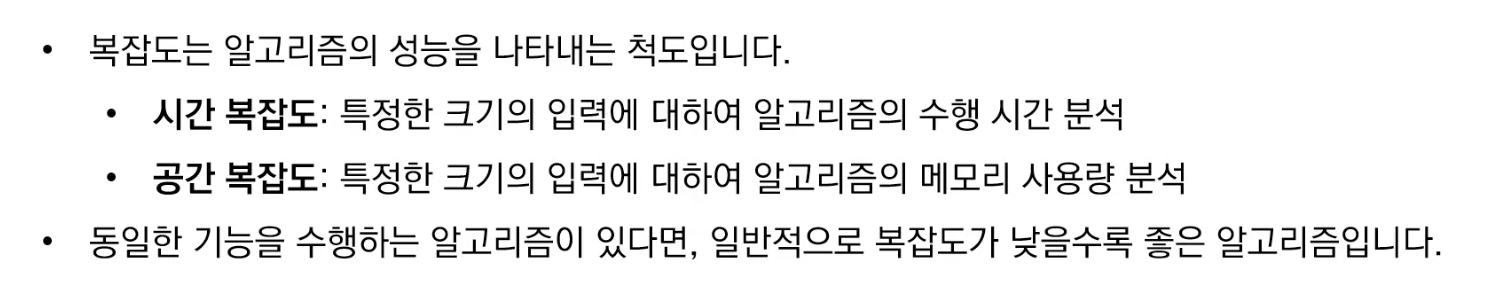 • 복잡도는 알고리즘의 성능을 나타내는 척도입니다.
• 시간 복잡도: 특정한 크기의 입력에 대하여 알고리즘의 수행 시간 분석
• 공간 복잡도: 특정한 크기의 입력에 대하여 알고리즘의 메모리 사용량 분석
• 동일한 기능을 수행하는 알고리즘이 있다면, 일반적으로 복잡도가 낮을수록 좋은 알고리즘입니다.